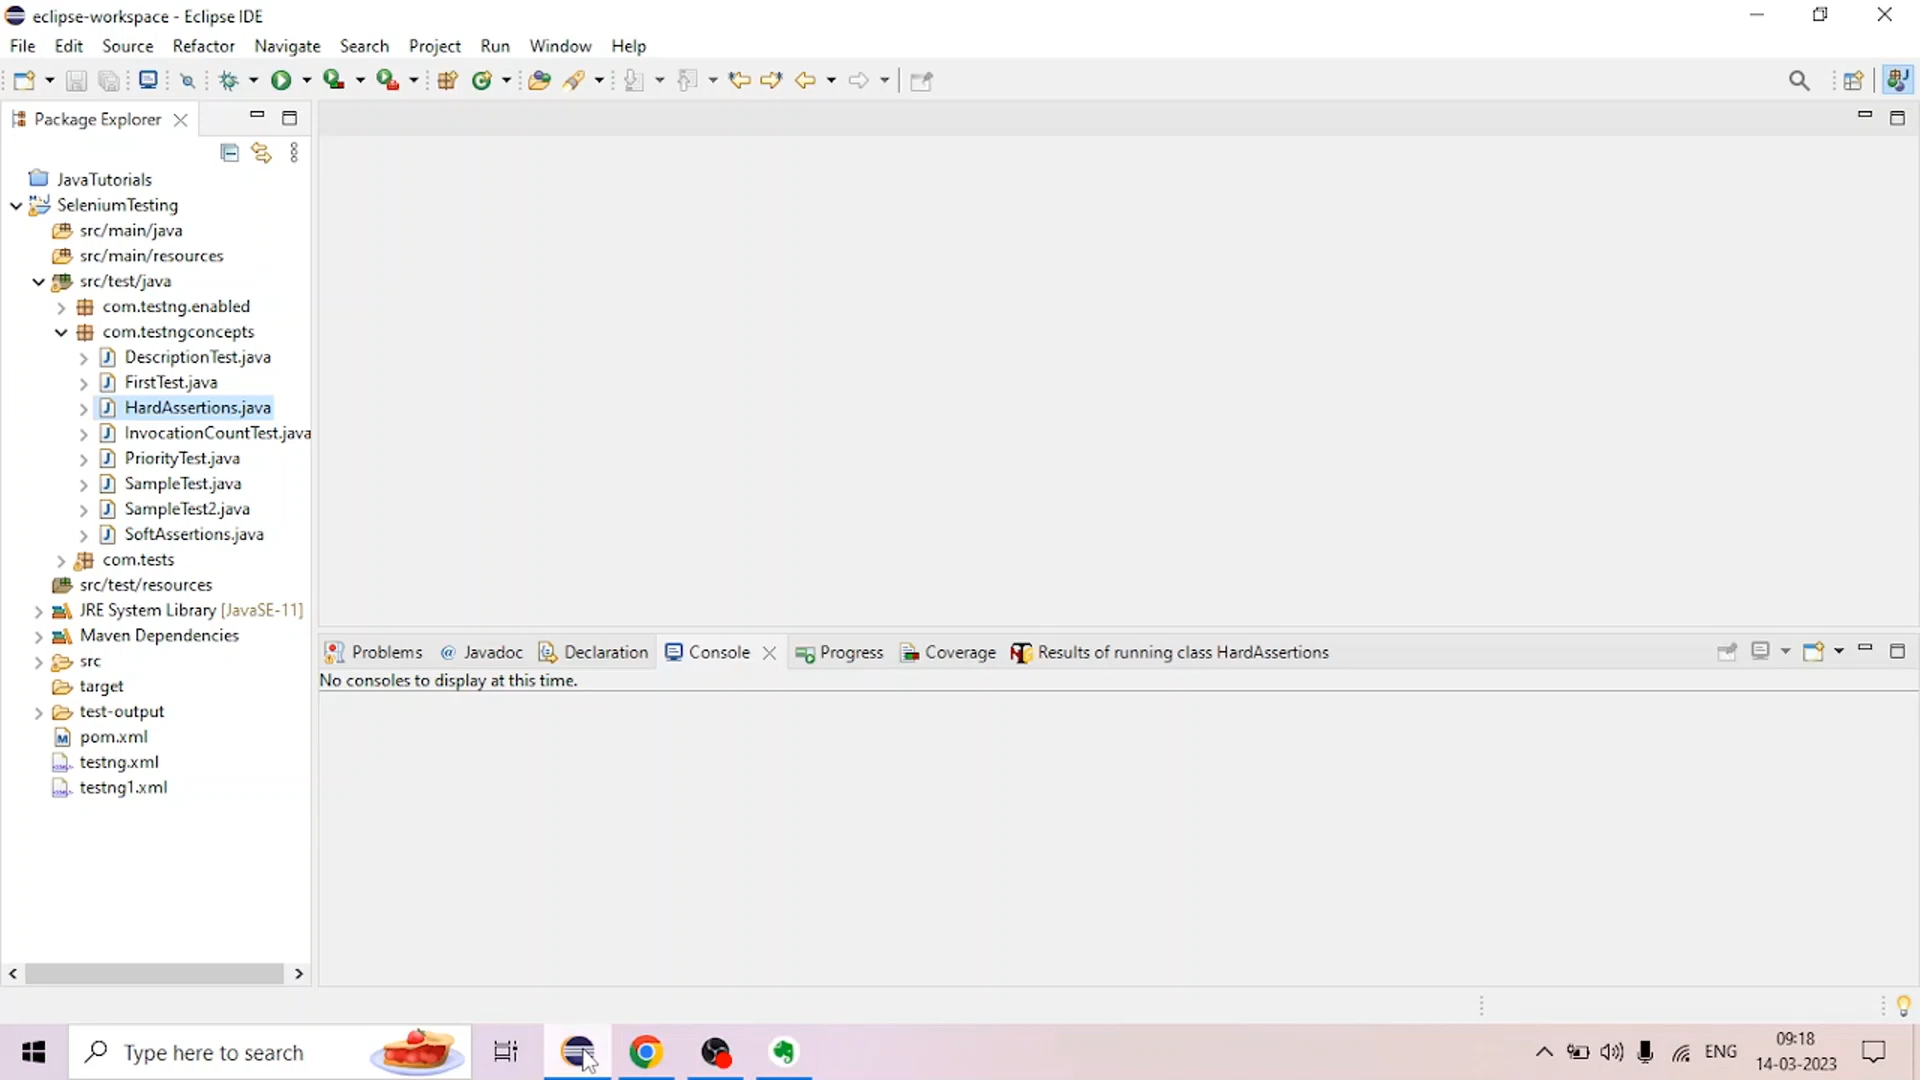 eclipse-workspace - Eclipse IDE
File Edit Source Refactor Navigate Search Project Run Window Help
Package Explorer
JavaTutorials
SeleniumTesting
src/main/java
src/main/resources
src/test/java
com.testng.enabled
com.testngconcepts
DescriptionTest.java
FirstTest.java
HardAssertions.java
InvocationCountTest.java
PriorityTest.java
SampleTest.java
SampleTest2.java
SoftAssertions.java
com.tests
src/test/resources
JRE System Library [JavaSE-11]
Maven Dependencies
src
target
test-output
pom.xml
testng.xml
testng1.xml
Problems @ Javadoc Declaration Console Progress Coverage Results of running class HardAssertions
No consoles to display at this time.
Type here to search
ENG
09:18
14-03-2023